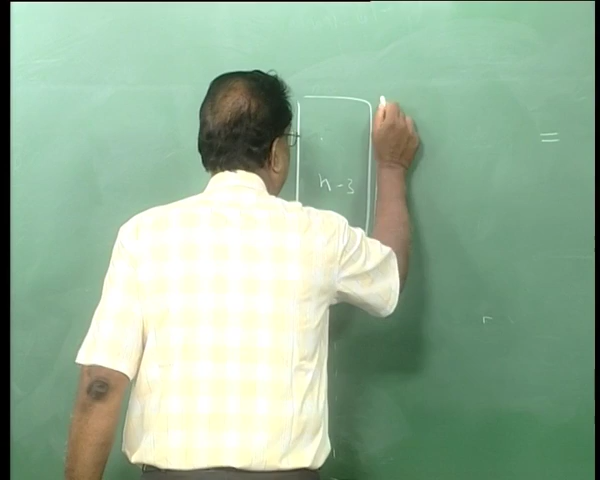 n-3
=
r